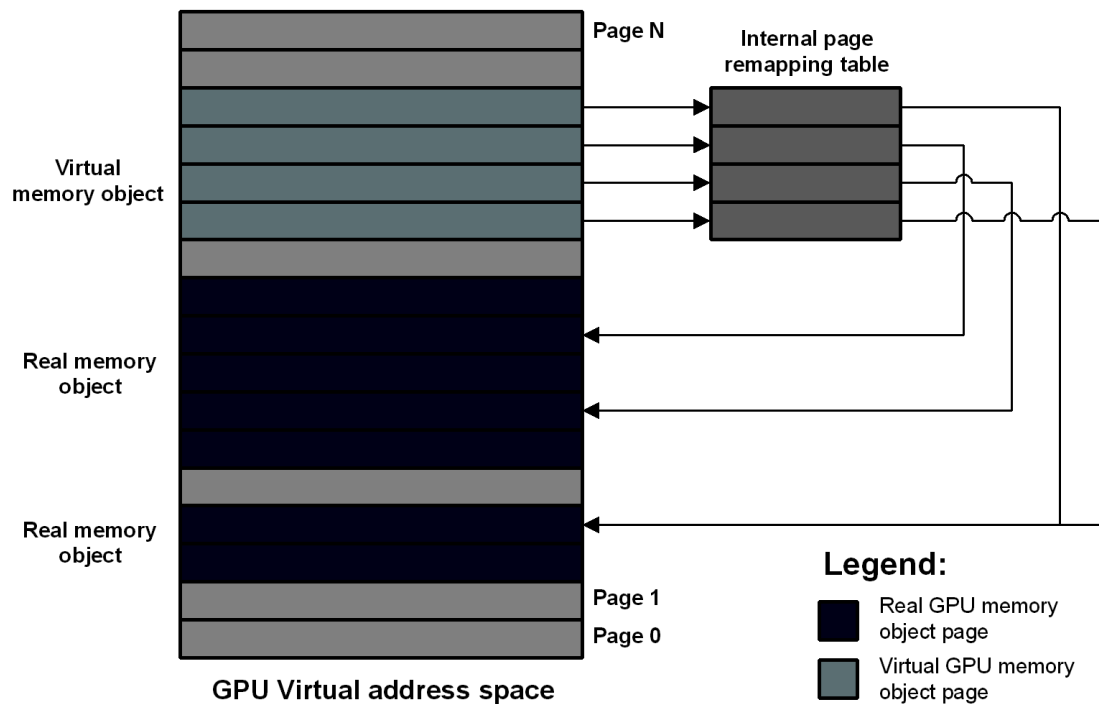 Page N
Internal page
remapping table
Virtual
memory object
Real memory
object
Real memory
object
Page 1
Page 0
GPU Virtual address space
Legend:
Real GPU memory
object page
Virtual GPU memory
object page